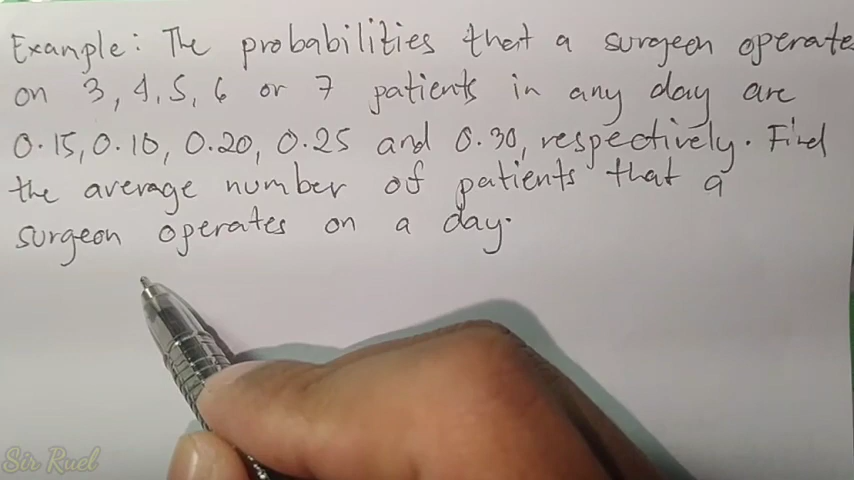 Example: The probabilities that a surgeon operate
on 3, 4, 5, 6 or 7 patients in any day are
0.15, 0.10, 0.20, 0.25 and 0.30, respectively. Find
the average number of patients that a
surgeon operates on a day.
Sir Ruel